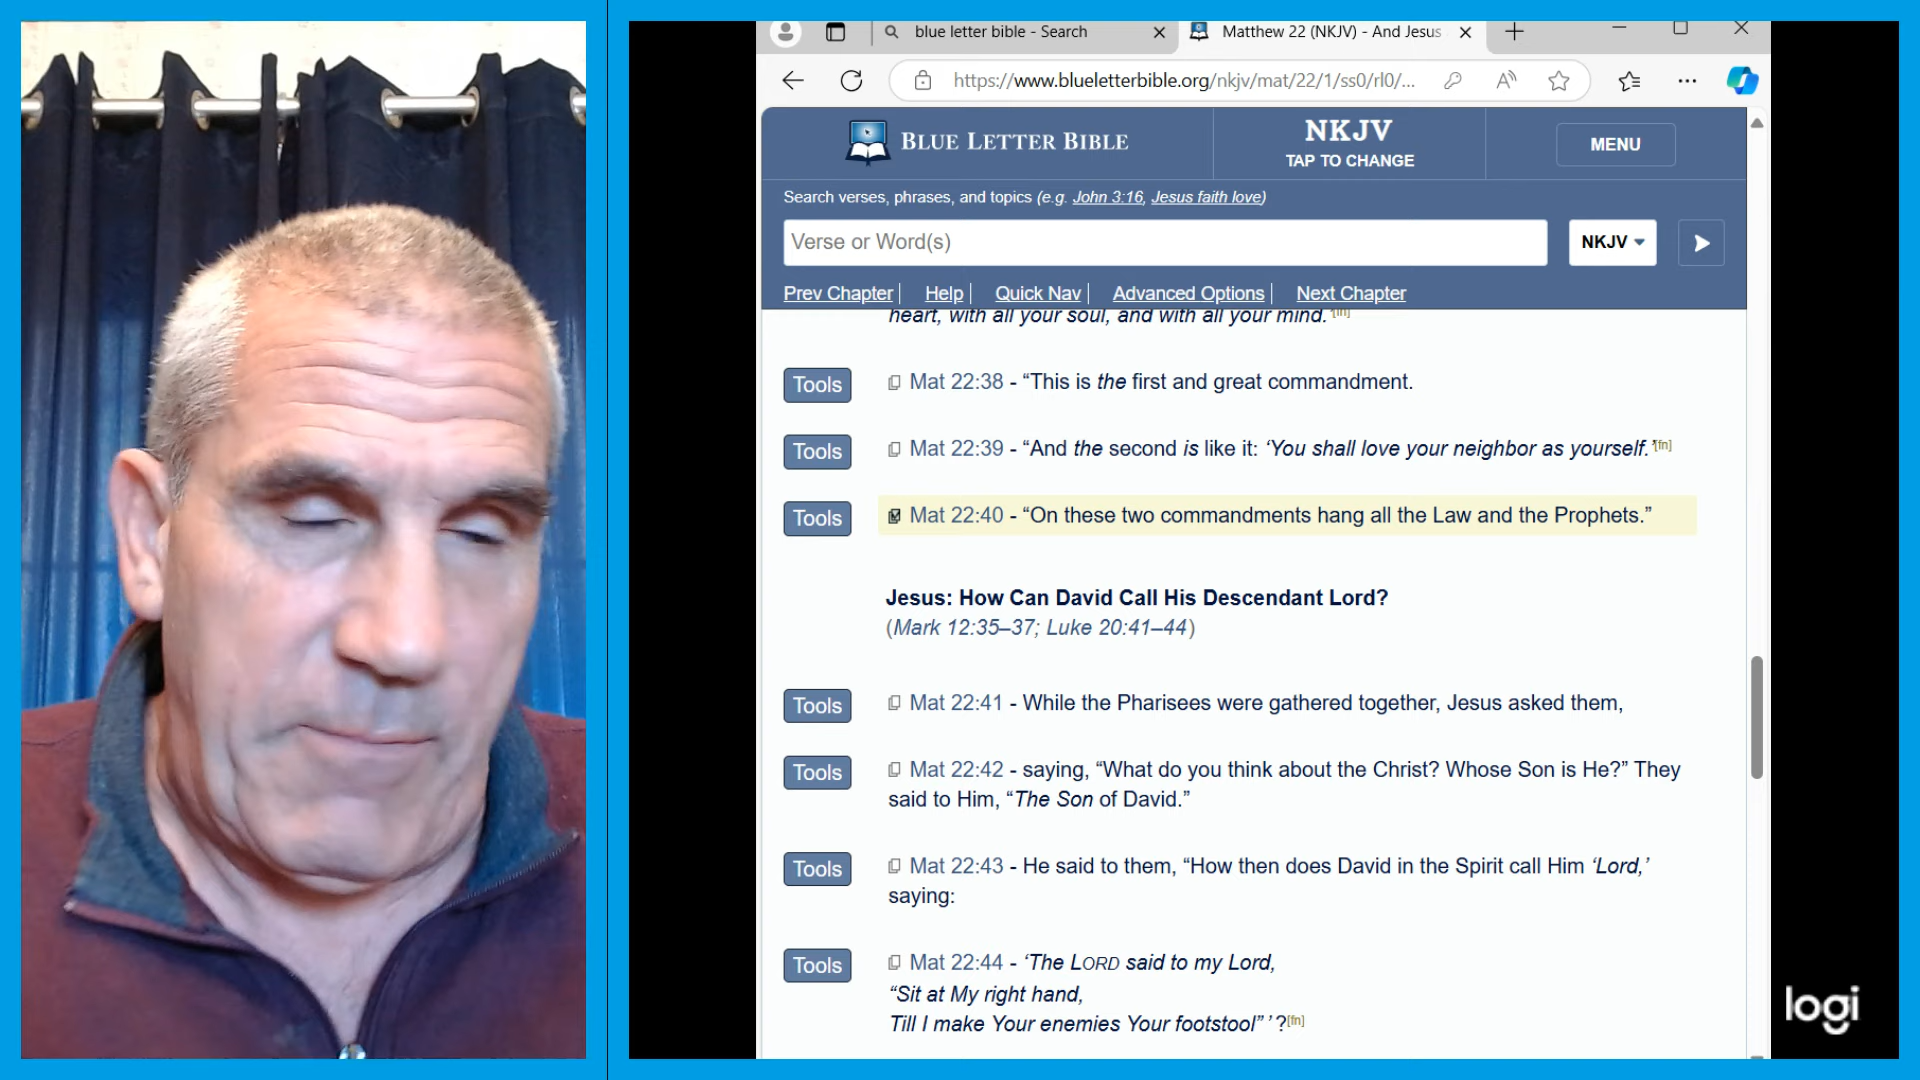 blue letter bible - Search
Matthew 22 (NKJV) - And Jesus
https://www.blueletterbible.org/nkjv/mat/22/1/ss0/rl0/...
BLUE LETTER BIBLE
NKJV
TAP TO CHANGE
MENU
Search verses, phrases, and topics (e.g. John 3:16, Jesus faith love)
Verse or Word(s)
NKJV
Prev Chapter | Help | Quick Nav | Advanced Options | Next Chapter
heart, with all your soul, and with all your mind.’[fn]
Tools Mat 22:38 - “This is the first and great commandment.
Tools Mat 22:39 - “And the second is like it: ‘You shall love your neighbor as yourself.’[fn]
Tools Mat 22:40 - “On these two commandments hang all the Law and the Prophets.”
Jesus: How Can David Call His Descendant Lord?
(Mark 12:35–37; Luke 20:41–44)
Tools Mat 22:41 - While the Pharisees were gathered together, Jesus asked them,
Tools Mat 22:42 - saying, “What do you think about the Christ? Whose Son is He?” They
said to Him, “The Son of David.”
Tools Mat 22:43 - He said to them, “How then does David in the Spirit call Him ‘Lord,’
saying:
Tools Mat 22:44 - ‘The LORD said to my Lord,
“Sit at My right hand,
Till I make Your enemies Your footstool” ’?[fn]
logi